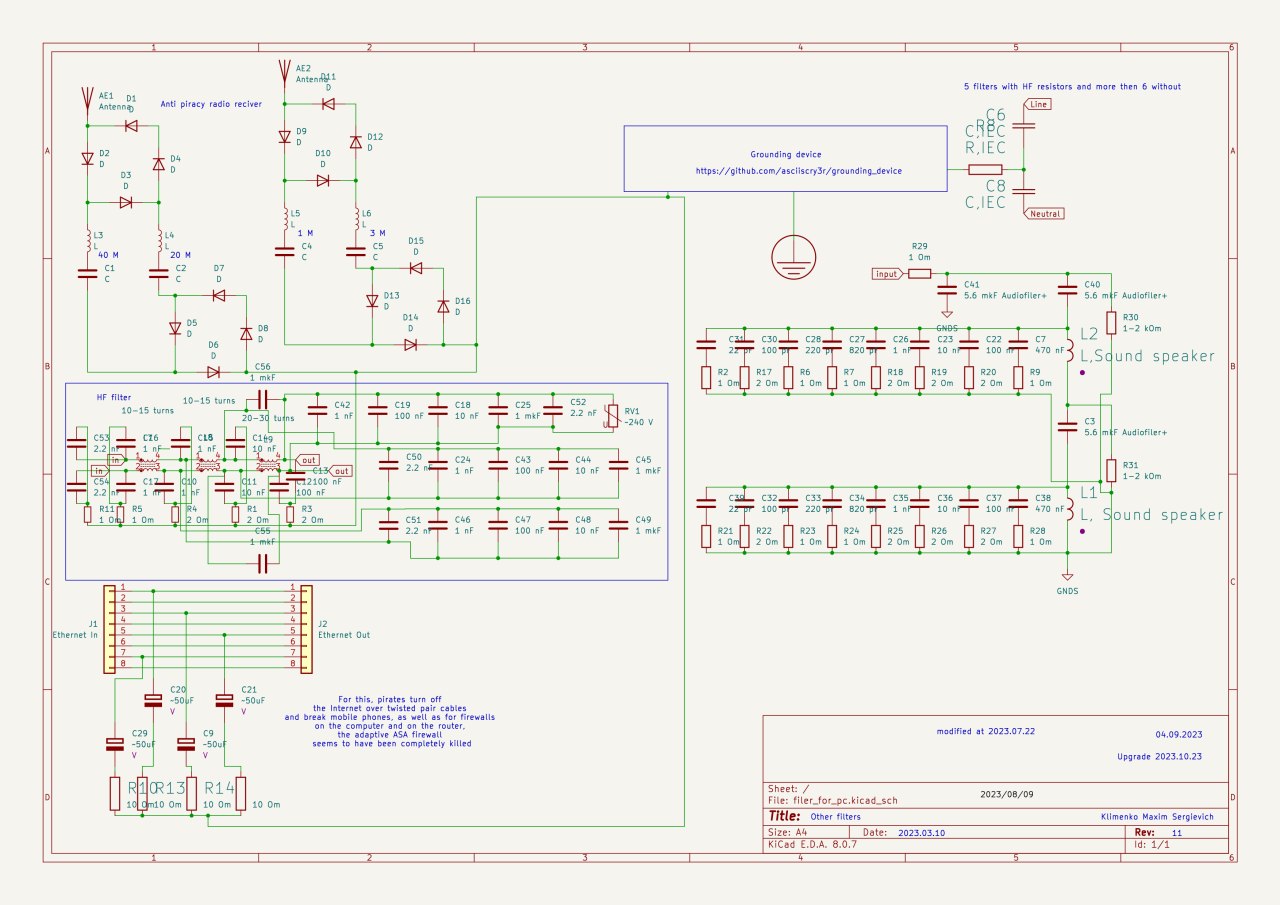 1 2 3 4 5 6
A
B
C
D
AE1
Antenna
D1
D
Anti piracy radio reciver
AE2
Antenna
D11
D
D2
D
D4
D
D3
D
D9
D
D12
D
D10
D
L3
L
40 M
L4
L
20 M
C1
C
C2
C
L5
L
1 M
L6
L
3 M
C4
C
C5
C
D7
D
D5
D
D8
D
D6
D
D15
D
D13
D
D16
D
D14
D
Grounding device
https://github.com/asciiscry3r/grounding_device
5 filters with HF resistors and more then 6 without
Line
C6
C,IEC
R8
R,IEC
C8
C,IEC
Neutral
R29
1 Om
input
C41
5.6 mkF Audiofiler+
GNDS
C40
5.6 mkF Audiofiler+
R30
1-2 kOm
C31
22 pF
C30
100 pF
C28
220 pF
C27
820 pF
C26
1 nF
C23
10 nF
C22
100 nF
C7
470 nF
L2
L,Sound speaker
R2
1 Om
R17
2 Om
R6
1 Om
R7
1 Om
R18
2 Om
R19
2 Om
R20
2 Om
R9
1 Om
C3
5.6 mkF Audiofiler+
R31
1-2 kOm
C39
22 pF
C32
100 pF
C33
220 pF
C34
820 pF
C35
1 nF
C36
10 nF
C37
100 nF
C38
470 nF
L1
L, Sound speaker
R21
1 Om
R22
2 Om
R23
1 Om
R24
1 Om
R25
2 Om
R26
2 Om
R27
2 Om
R28
1 Om
GNDS
HF filter
10-15 turns
10-15 turns
20-30 turns
C56
1 mkF
C42
1 nF
C19
100 nF
C18
10 nF
C25
1 mkF
C52
2.2 nF
RV1
~240 V
U
C53
2.2 nF
C16
1 nF
1 nF
C14
10 nF
in
in
out
out
C50
2.2 nF
C24
1 nF
C43
100 nF
C44
10 nF
C45
1 mkF
C54
2.2 nF
C17
1 nF
C10
1 nF
C11
10 nF
C12
100 nF
C13
100 nF
R11
1 Om
R5
1 Om
R4
2 Om
R1
2 Om
R3
2 Om
C55
1 mkF
C51
2.2 nF
C46
1 nF
C47
100 nF
C48
10 nF
C49
1 mkF
J1
Ethernet In
1
2
3
4
5
6
7
8
1
2
3
4
5
6
7
8
J2
Ethernet Out
C20
~50uF
V
C21
~50uF
V
C29
~50uF
V
C9
~50uF
V
R10
10 Om
R13
10 Om
R14
10 Om
10 Om
For this, pirates turn off
the Internet over twisted pair cables
and break mobile phones, as well as for firewalls
on the computer and on the router,
the adaptive ASA firewall
seems to have been completely killed
modified at 2023.07.22
04.09.2023
Upgrade 2023.10.23
Sheet: /
File: filer_for_pc.kicad_sch
2023/08/09
Title: Other filters
Klimenko Maxim Sergievich
Size: A4
Date: 2023.03.10
Rev: 11
KiCad E.D.A. 8.0.7
Id: 1/1
A
B
C
D
1 2 3 4 5 6